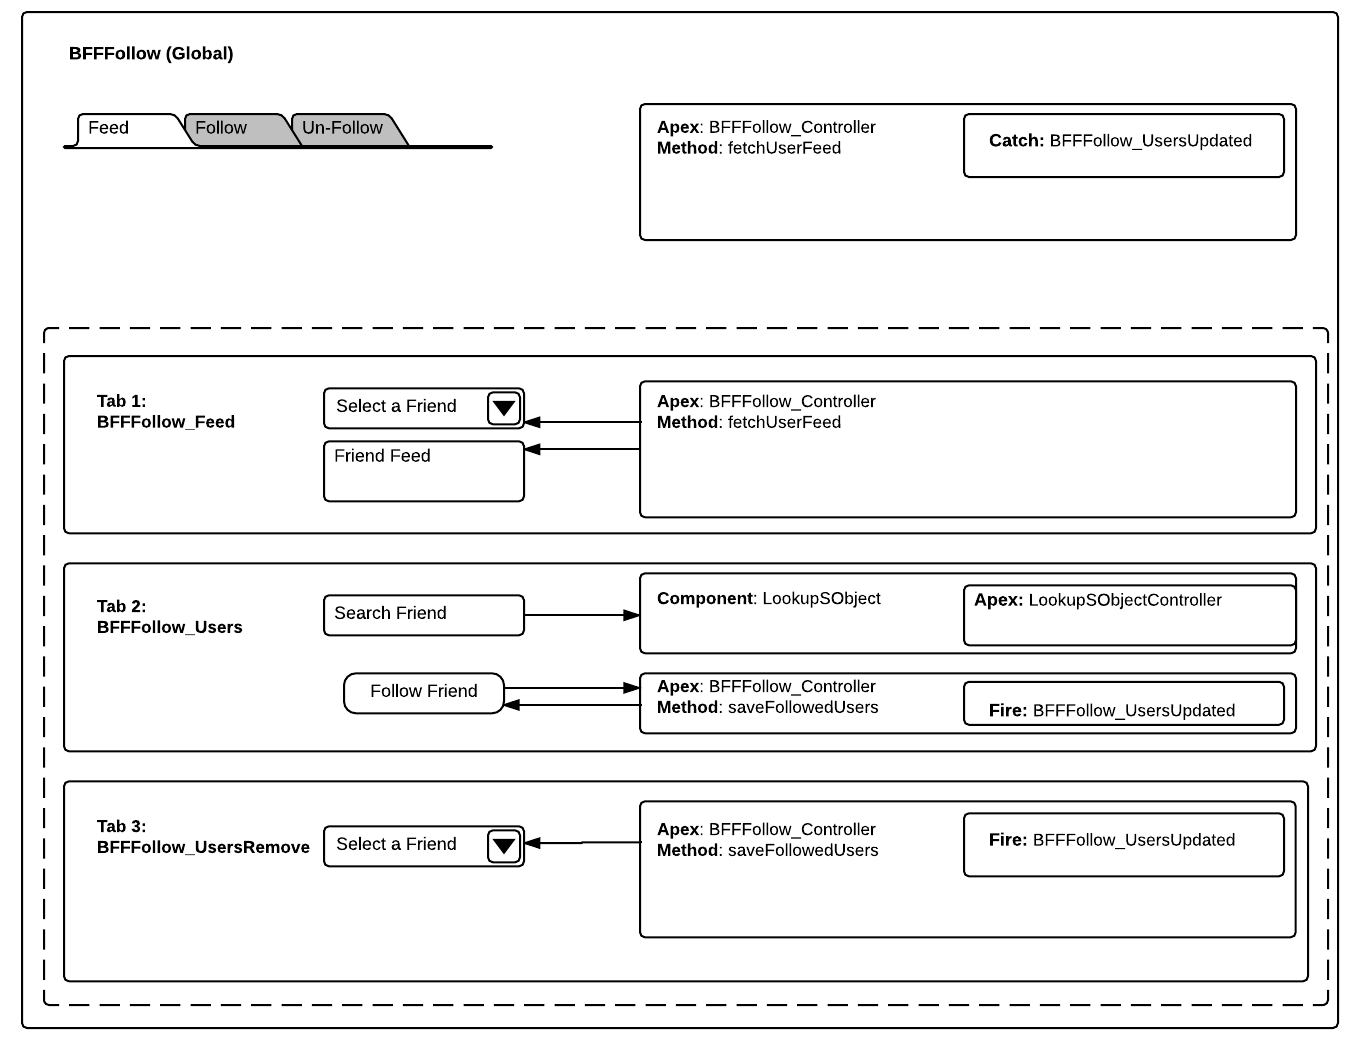 BFFFollow (Global)
Feed
Follow
Un-Follow
Apex: BFFFollow_Controller
Method: fetchUserFeed
Catch: BFFFollow_UsersUpdated
Tab 1:
BFFFollow_Feed
Select a Friend
Friend Feed
Apex: BFFFollow_Controller
Method: fetchUserFeed
Tab 2:
BFFFollow_Users
Search Friend
Component: LookupSObject
Apex: LookupSObjectController
Follow Friend
Apex: BFFFollow_Controller
Method: saveFollowedUsers
Fire: BFFFollow_UsersUpdated
Tab 3:
BFFFollow_UsersRemove
Select a Friend
Apex: BFFFollow_Controller
Method: saveFollowedUsers
Fire: BFFFollow_UsersUpdated